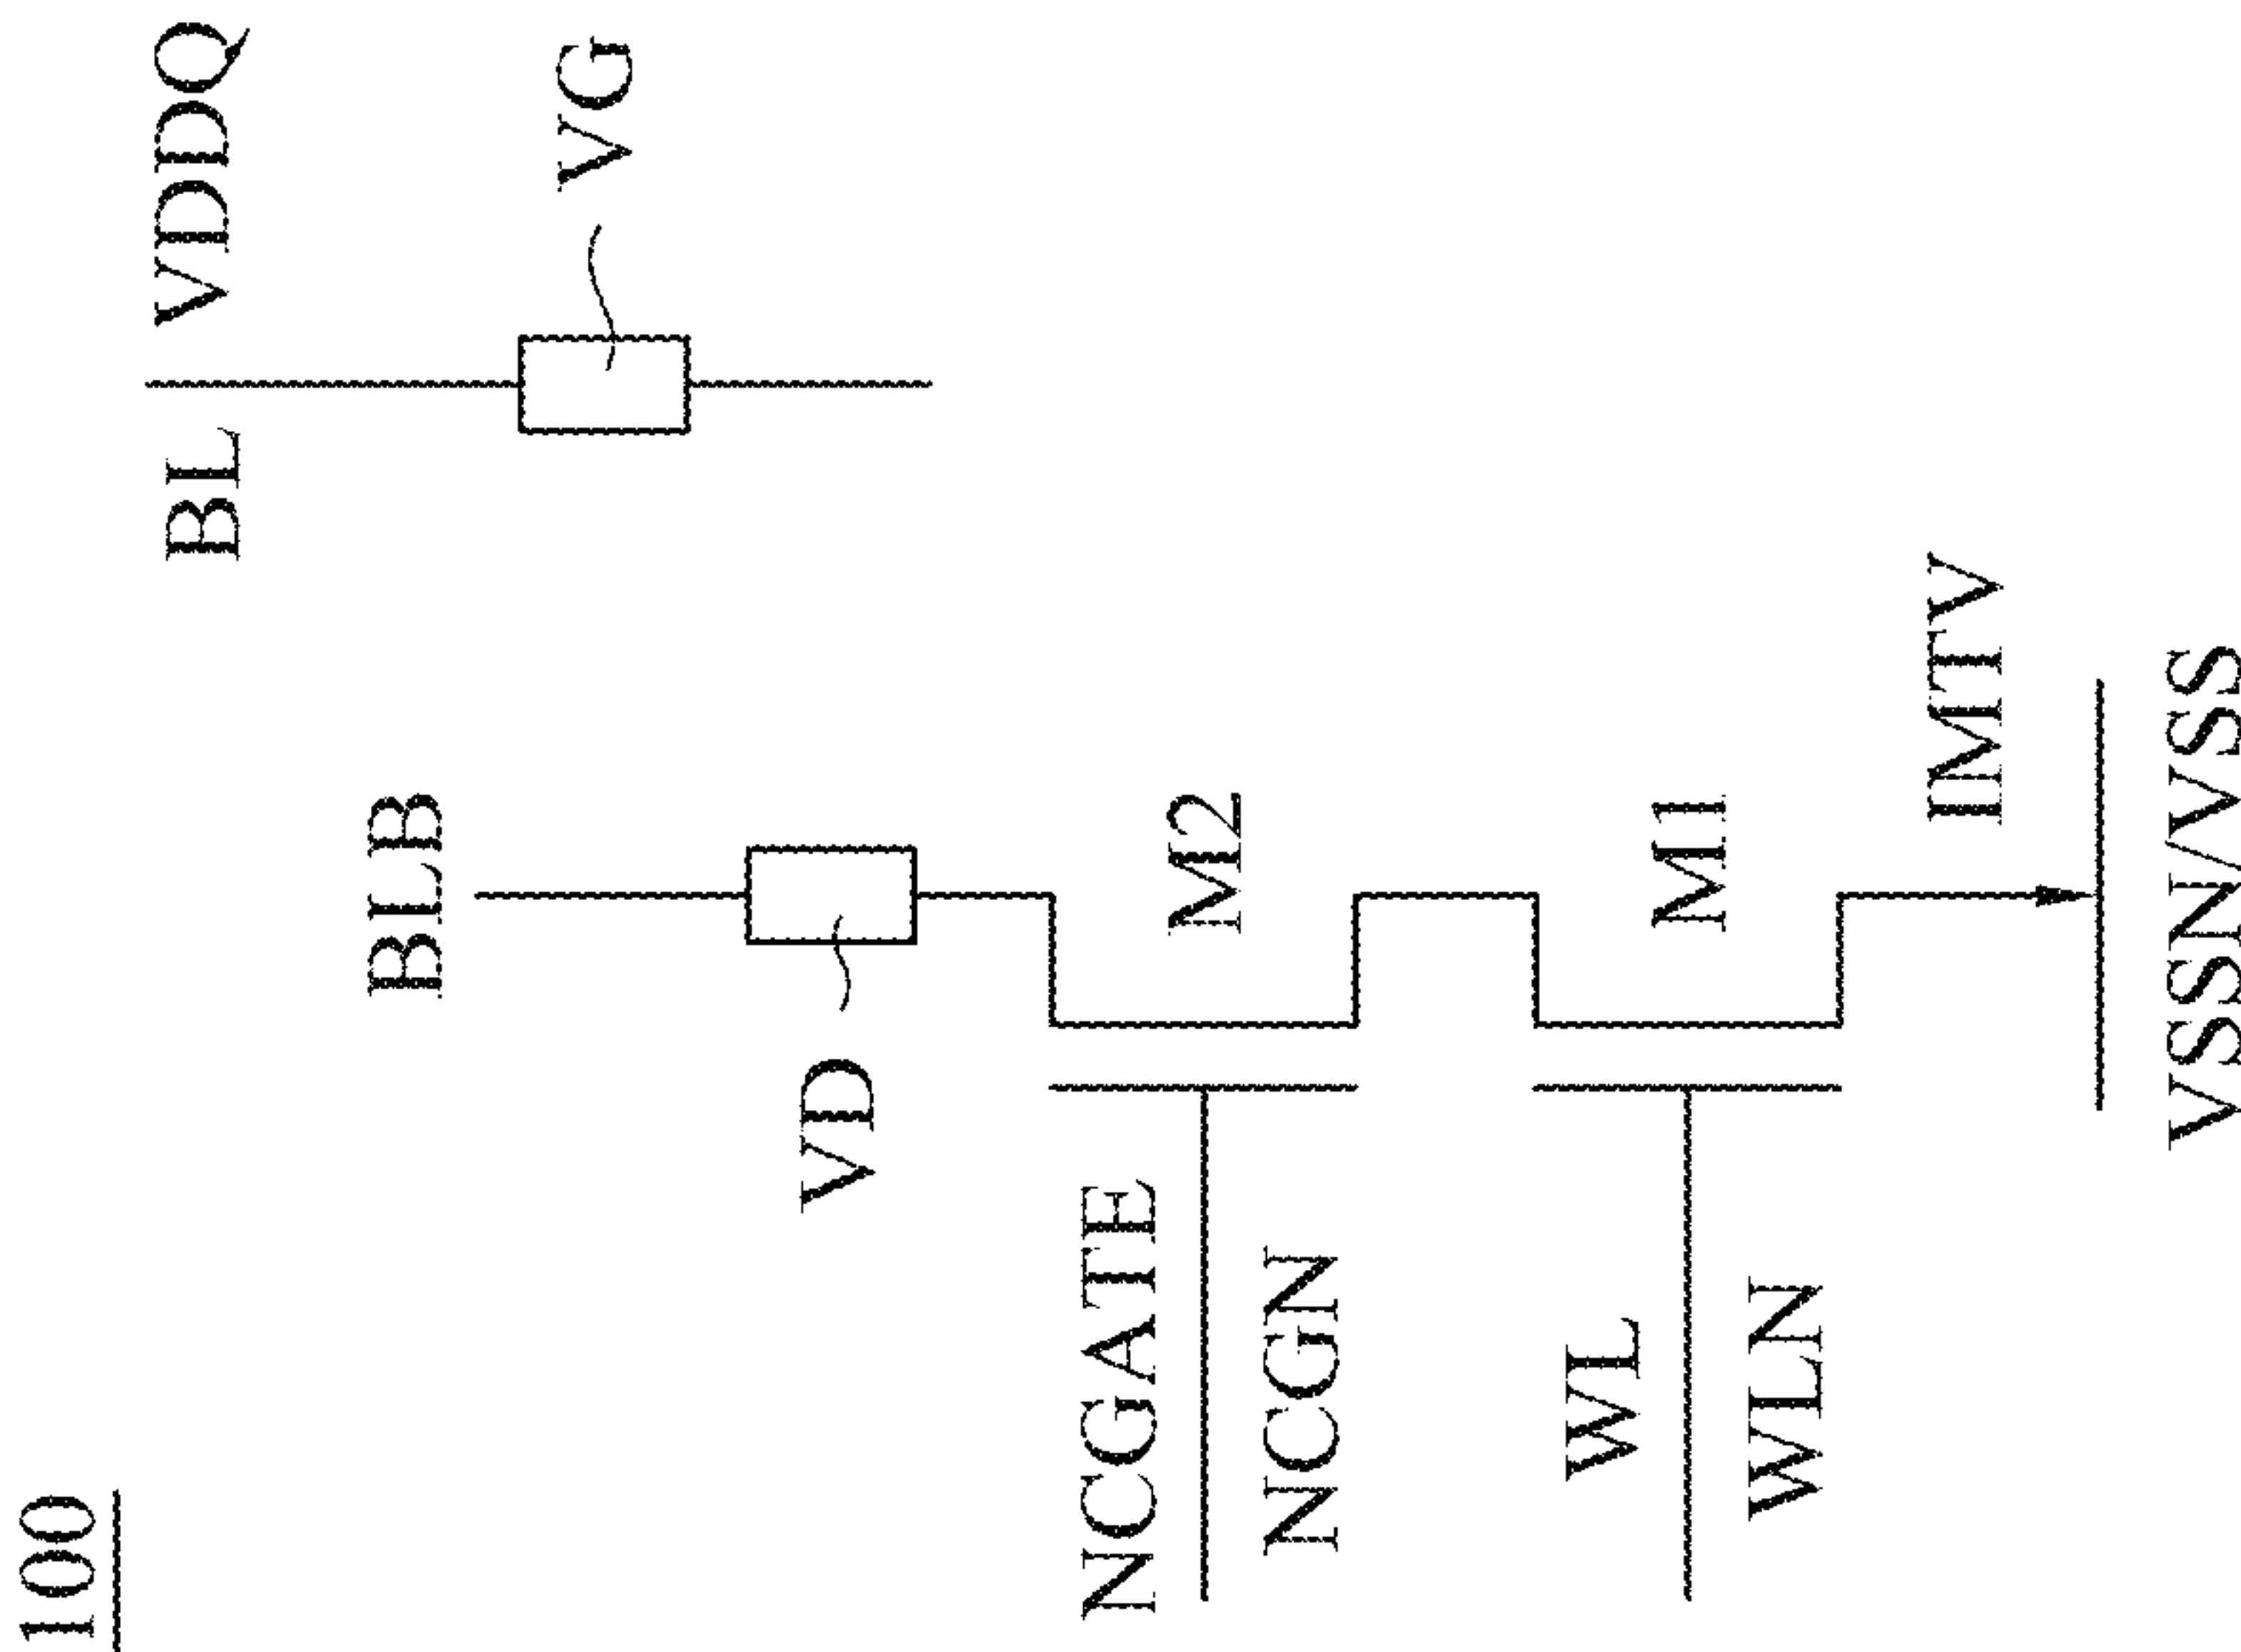 100
BL
VDDQ
VG
BLB
VD
NCGATE
NCGN
M2
WL
WLN
M1
IMTV
VSSN/VSS